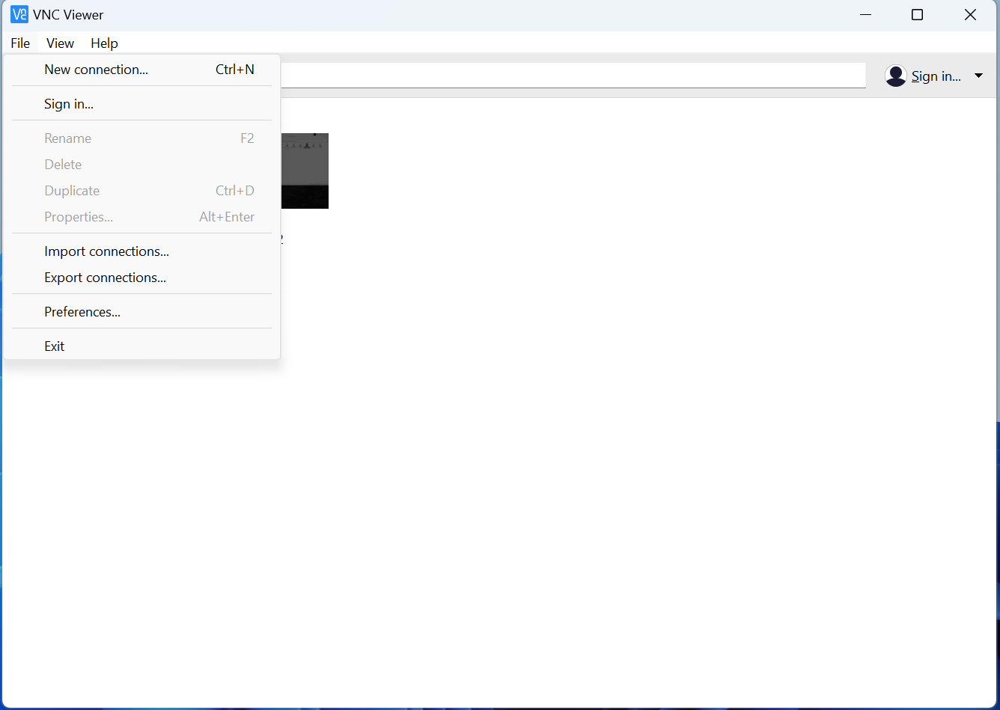 VNC Viewer
File View Help
New connection... Ctrl+N
Sign in...
Sign in...
Rename F2
Delete
Duplicate Ctrl+D
Properties... Alt+Enter
Import connections...
Export connections...
Preferences...
Exit